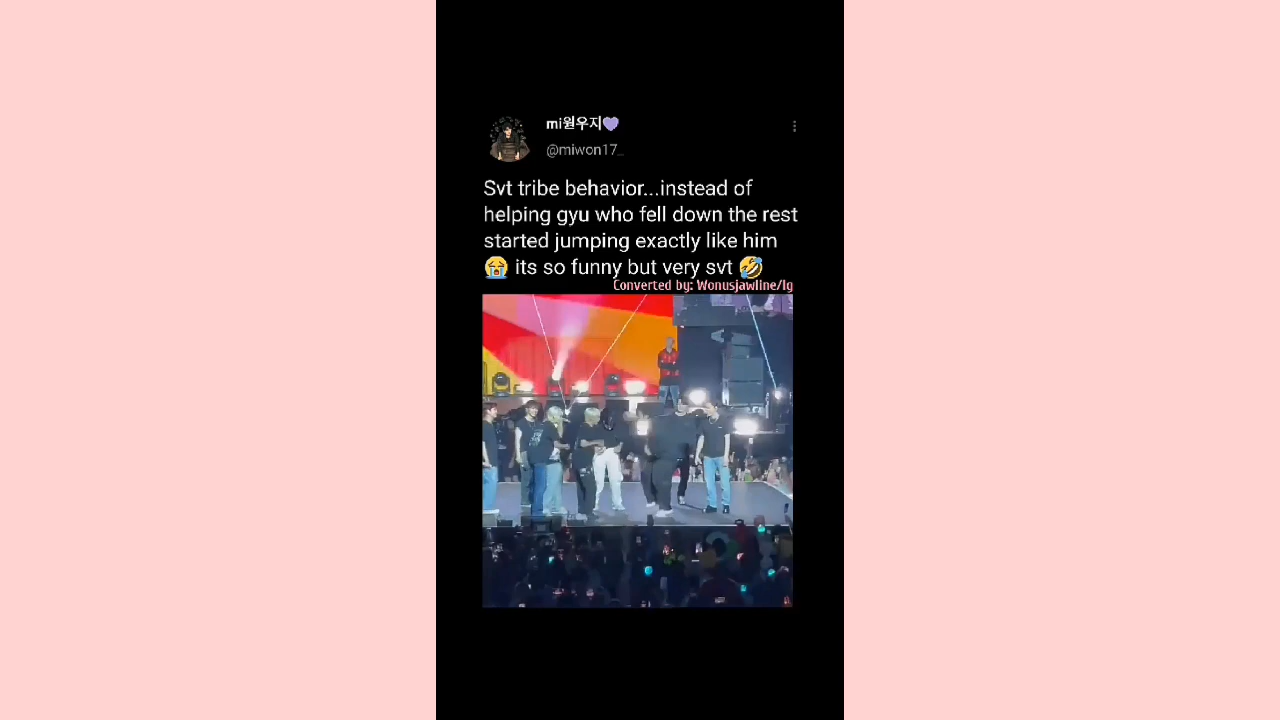 mi원우지💜
@miwon17_
Svt tribe behavior...instead of
helping gyu who fell down the rest
started jumping exactly like him
😭 its so funny but very svt 🤣
Converted by: Wonusjawline/Ig